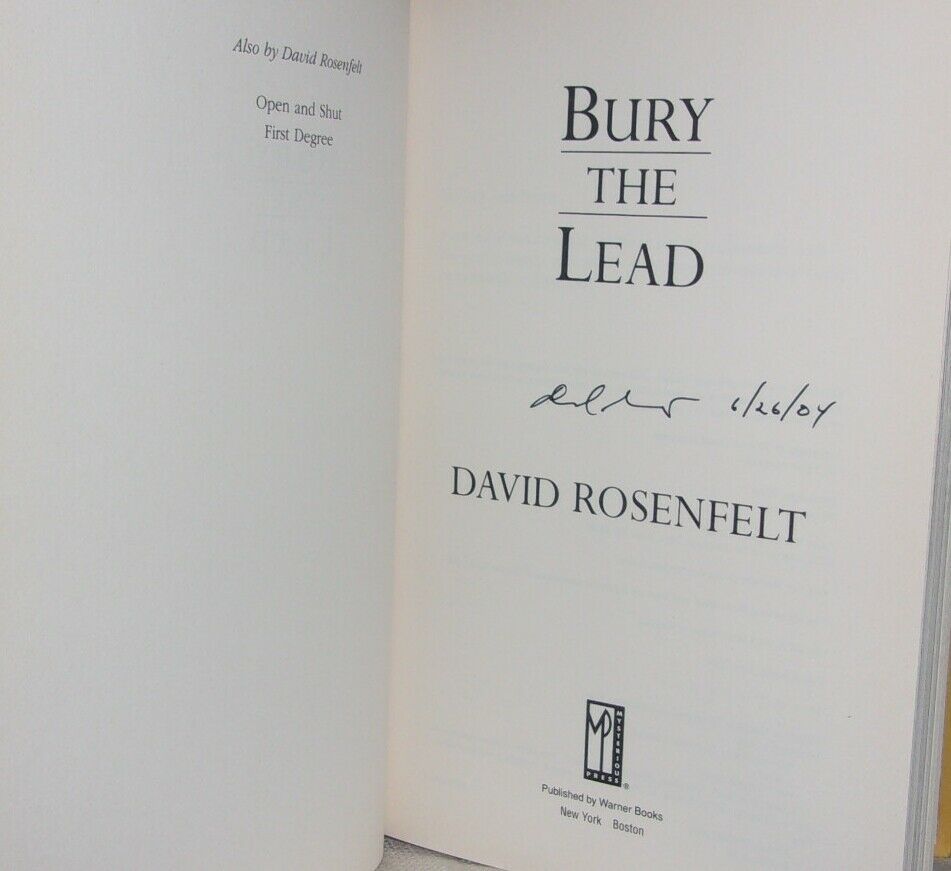 Also by David Rosenfelt
Open and Shut
First Degree
BURY
THE
LEAD
6/26/04
DAVID ROSENFELT
MYSTERIOUS
PRESS
®
Published by Warner Books
New York Boston